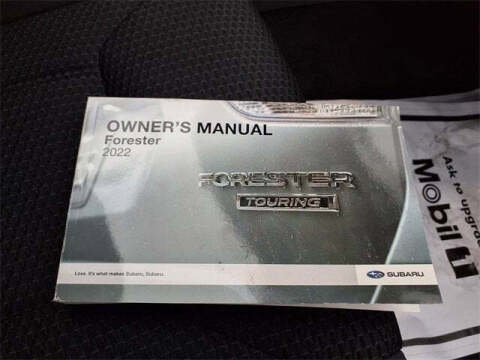 OWNER'S MANUAL
Forester
2022
FORESTER
TOURING
Love. It's what makes Subaru, Subaru.
SUBARU
Ask to upgrade
Mobil 1